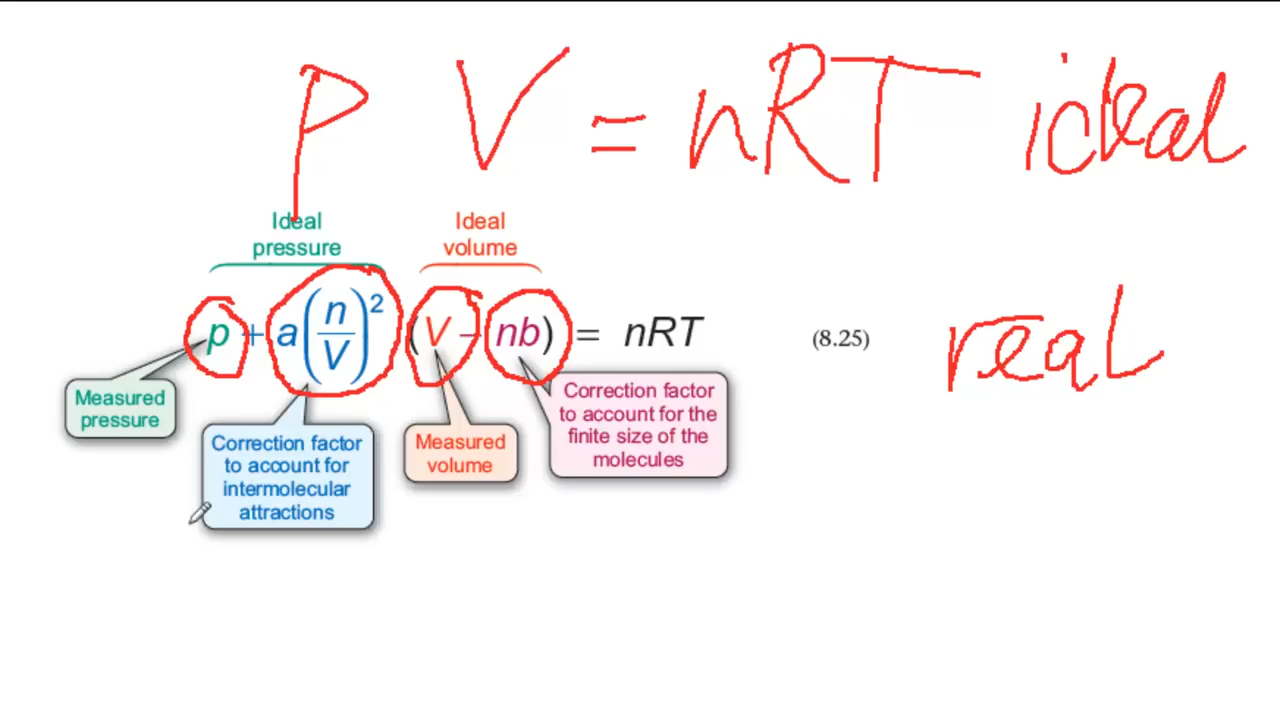 P V = nRT ideal
Ideal pressure
Ideal volume
p + a(n/V)² (V − nb) = nRT (8.25) real
Measured pressure
Correction factor to account for intermolecular attractions
Measured volume
Correction factor to account for the finite size of the molecules